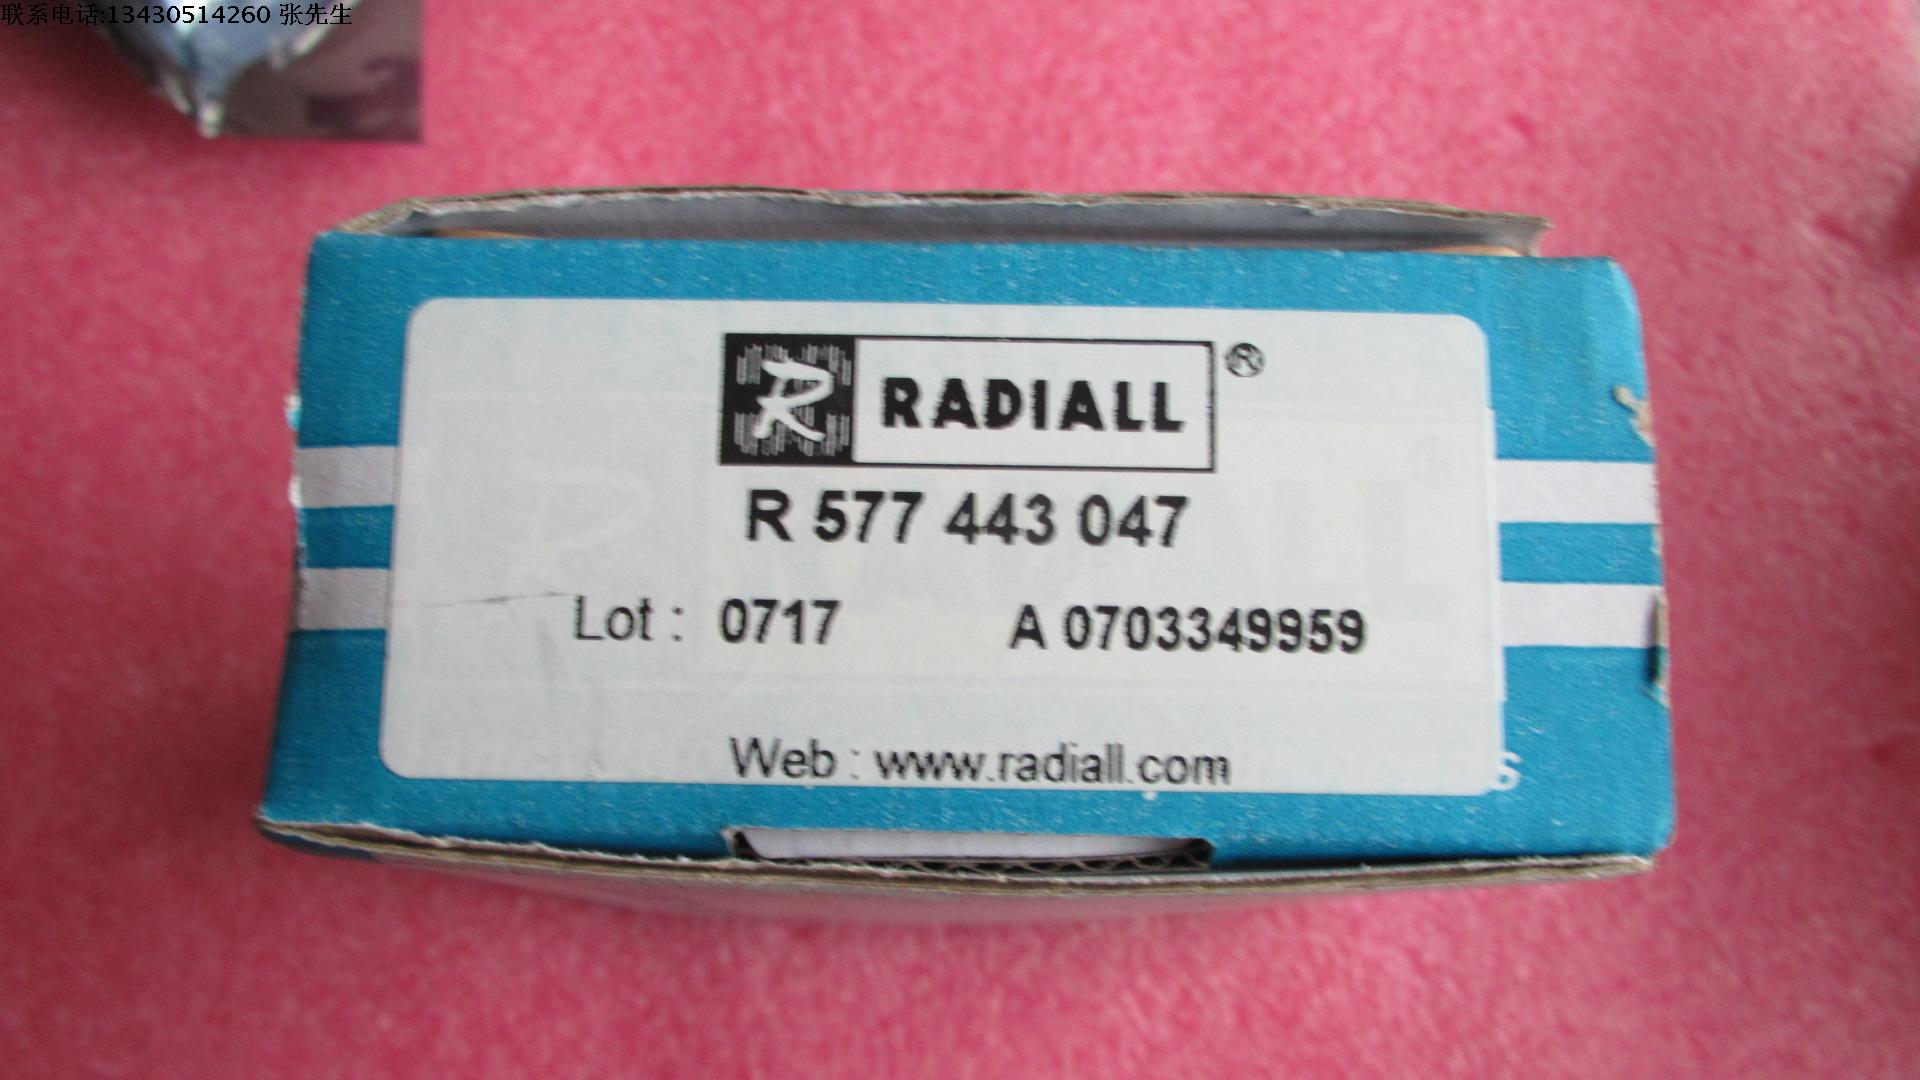 联系电话:13430514260 张先生
R RADIALL ®
R 577 443 047
Lot : 0717 A 0703349959
Web : www.radiall.com